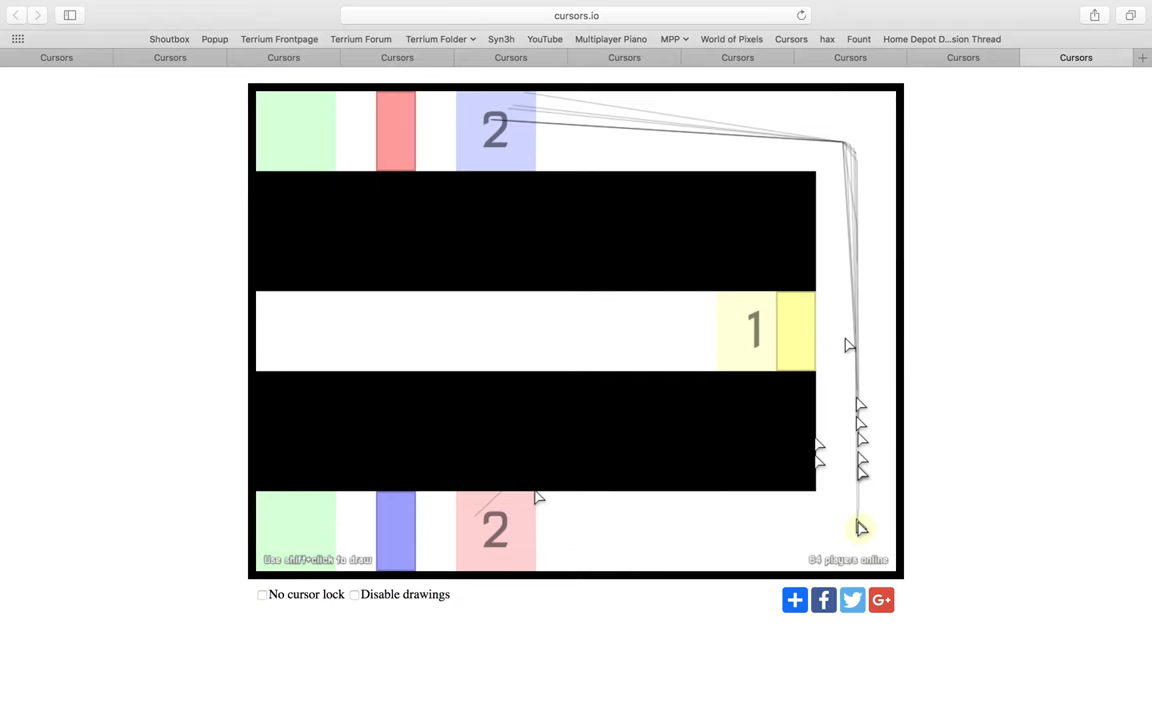 cursors.io
Shoutbox Popup Terrium Frontpage Terrium Forum Terrium Folder Syn3h YouTube Multiplayer Piano MPP World of Pixels Cursors hax Fount Home Depot D...sion Thread
Cursors Cursors Cursors Cursors Cursors Cursors Cursors Cursors Cursors Cursors
2
1
2
Use shift+click to draw 64 players online
No cursor lock Disable drawings